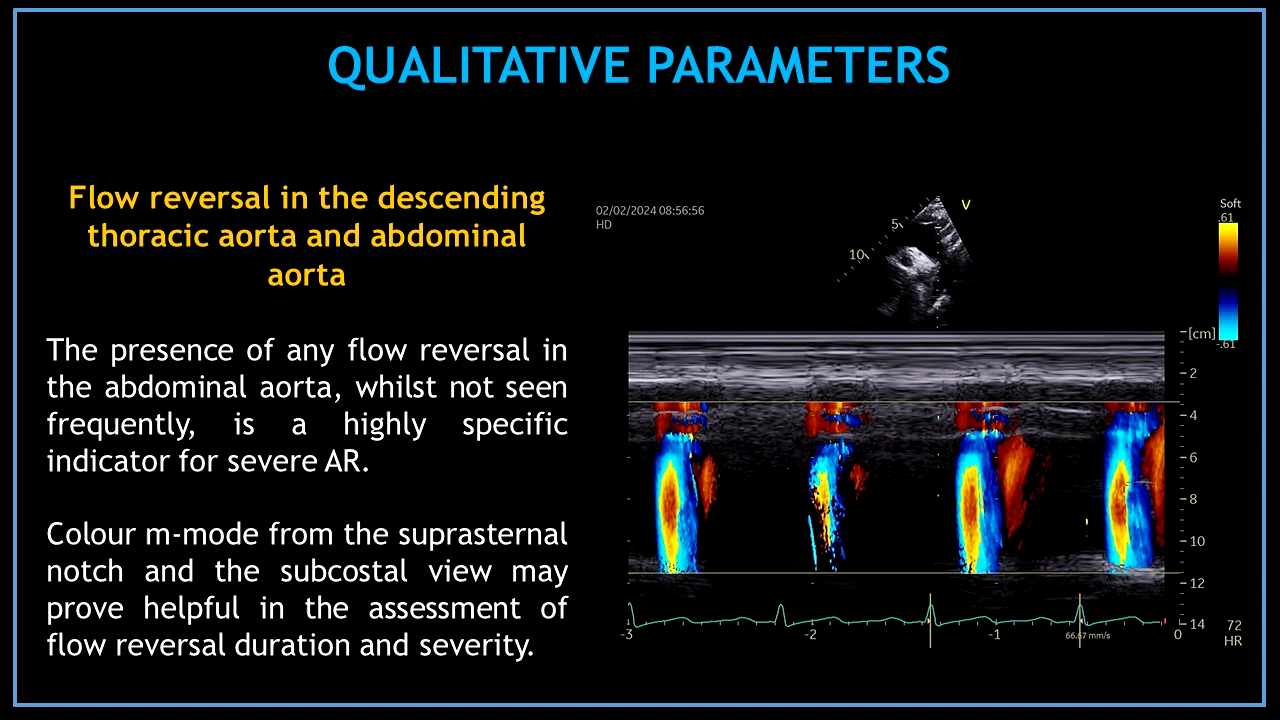 QUALITATIVE PARAMETERS
Flow reversal in the descending
thoracic aorta and abdominal
aorta
The presence of any flow reversal in
the abdominal aorta, whilst not seen
frequently, is a highly specific
indicator for severe AR.
Colour m-mode from the suprasternal
notch and the subcostal view may
prove helpful in the assessment of
flow reversal duration and severity.
02/02/2024 08:56:56
HD
V
5
10
Soft
.61
-.61
[cm]
2
4
6
8
10
12
14
-3
-2
-1
0
66.67 mm/s
72
HR